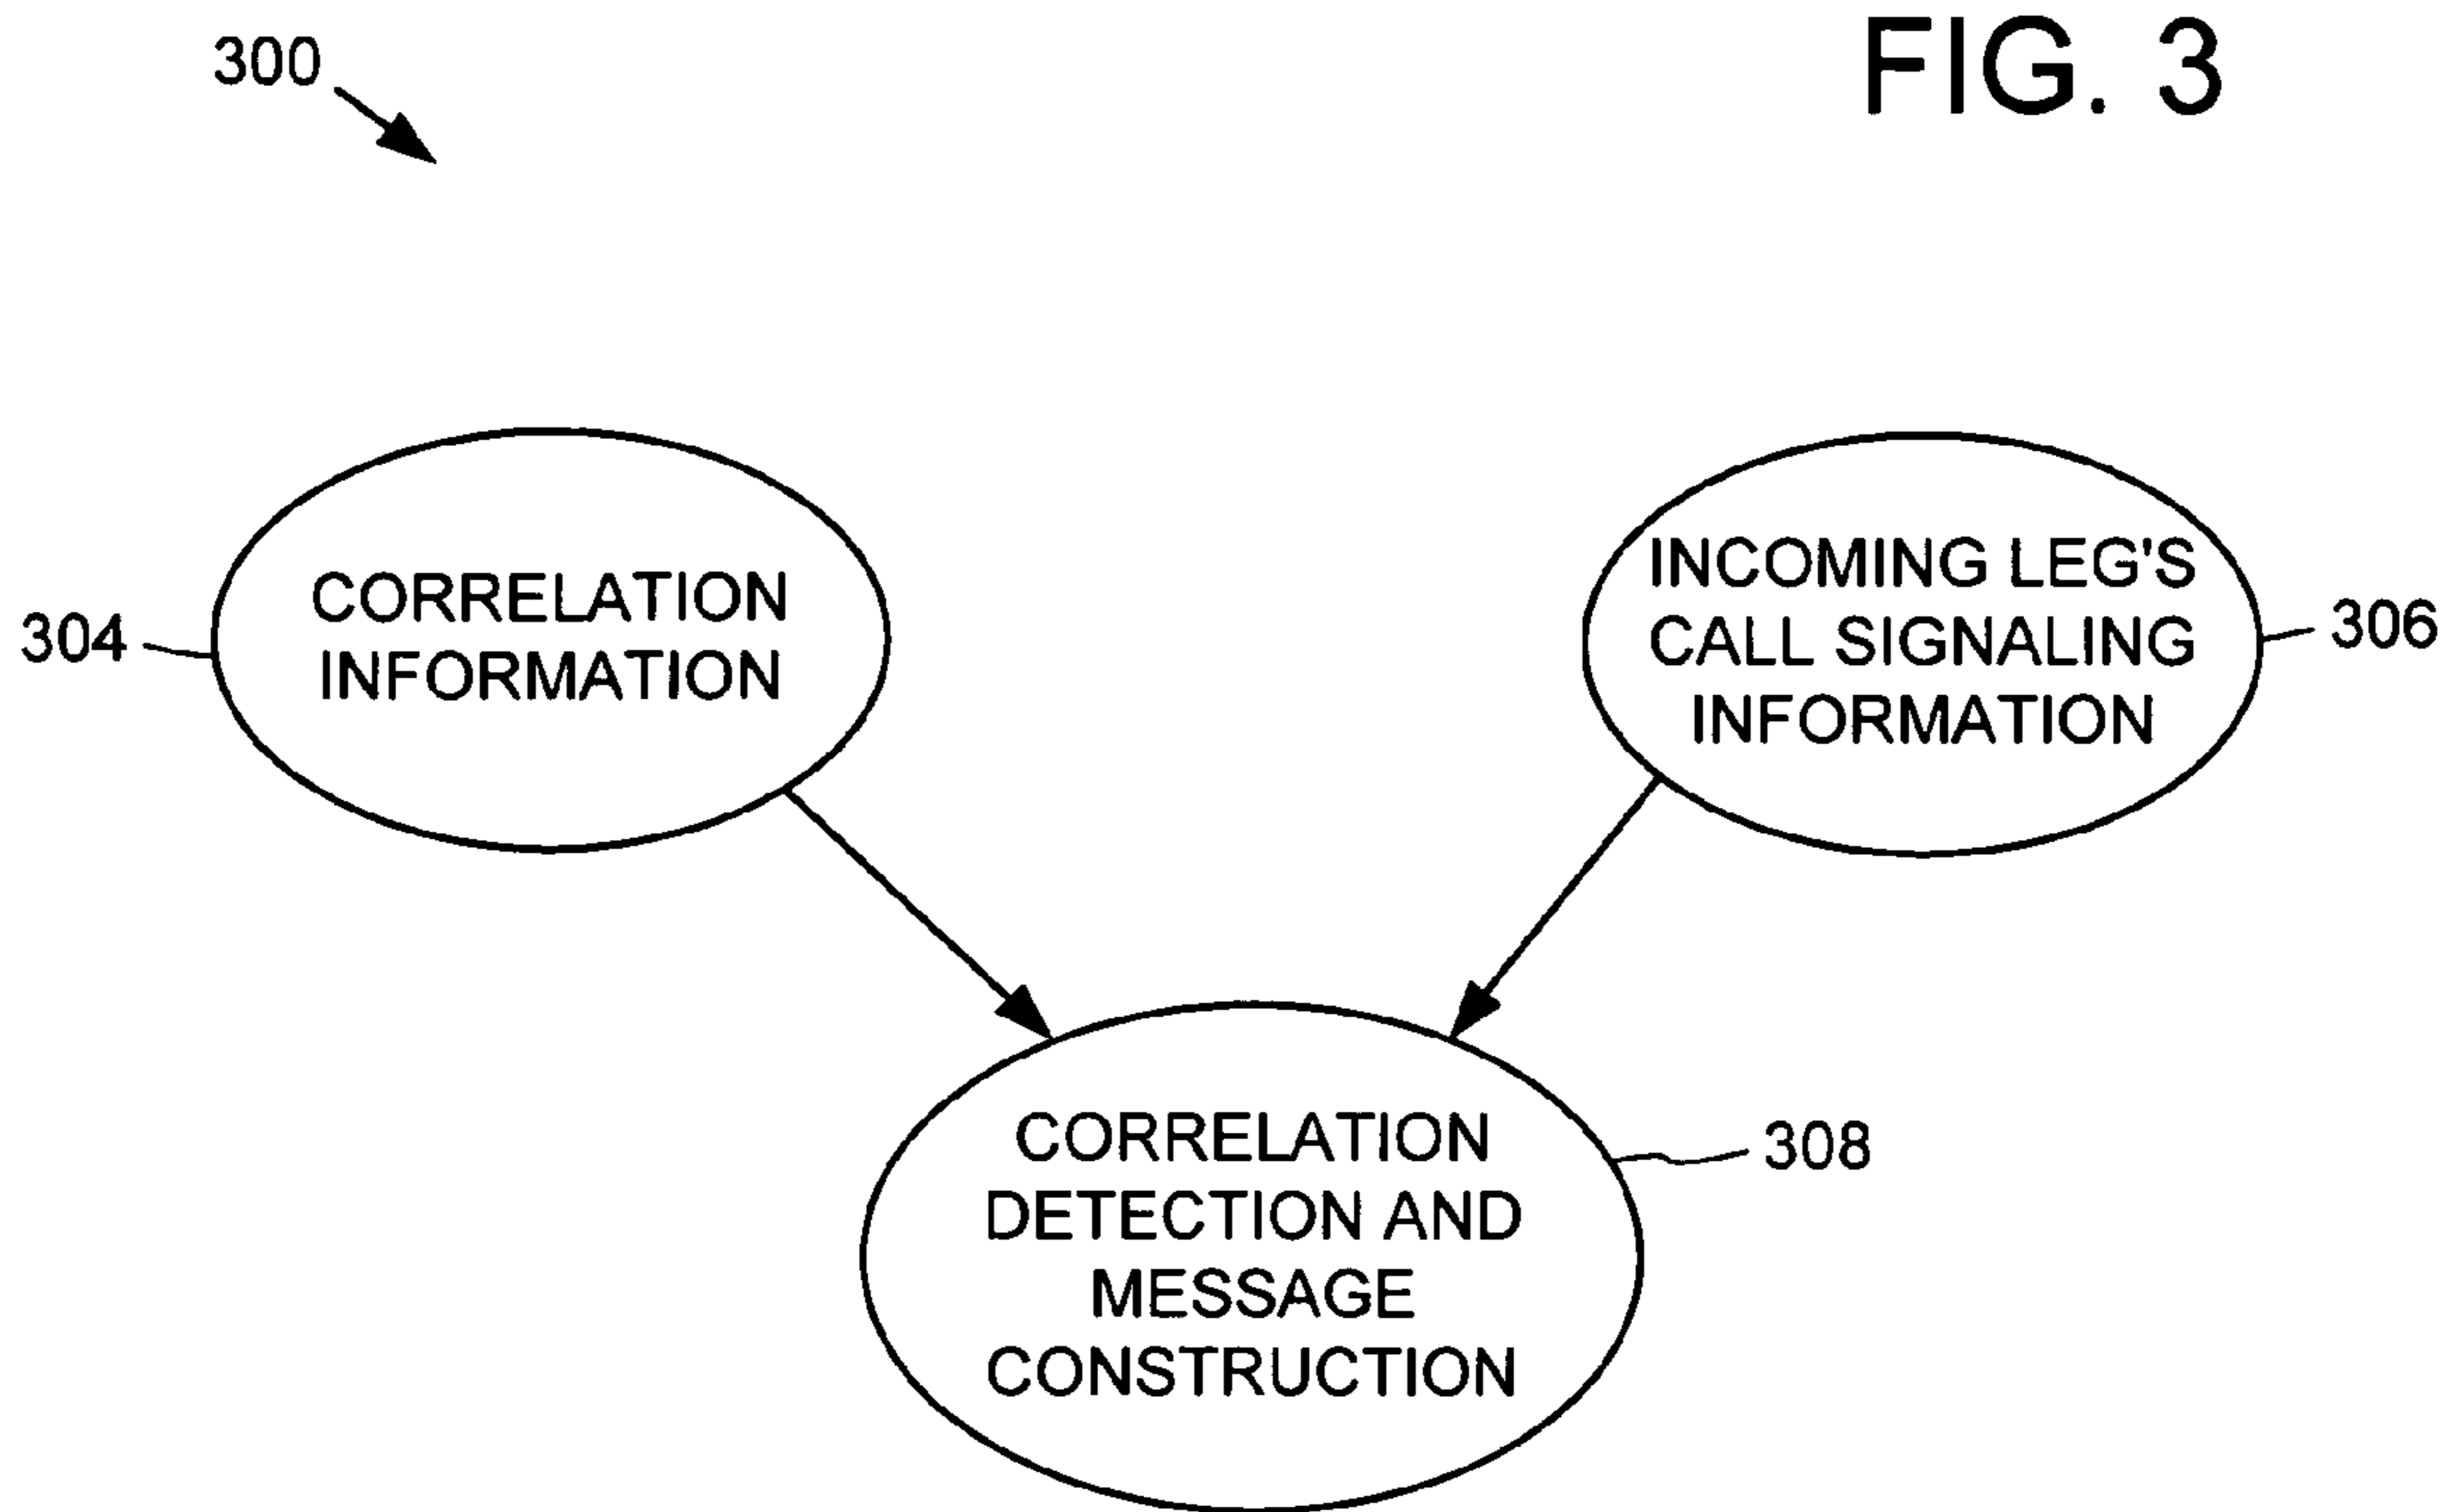 300
FIG. 3
CORRELATION
INFORMATION
304
INCOMING LEG'S
CALL SIGNALING
INFORMATION
306
CORRELATION
DETECTION AND
MESSAGE
CONSTRUCTION
308